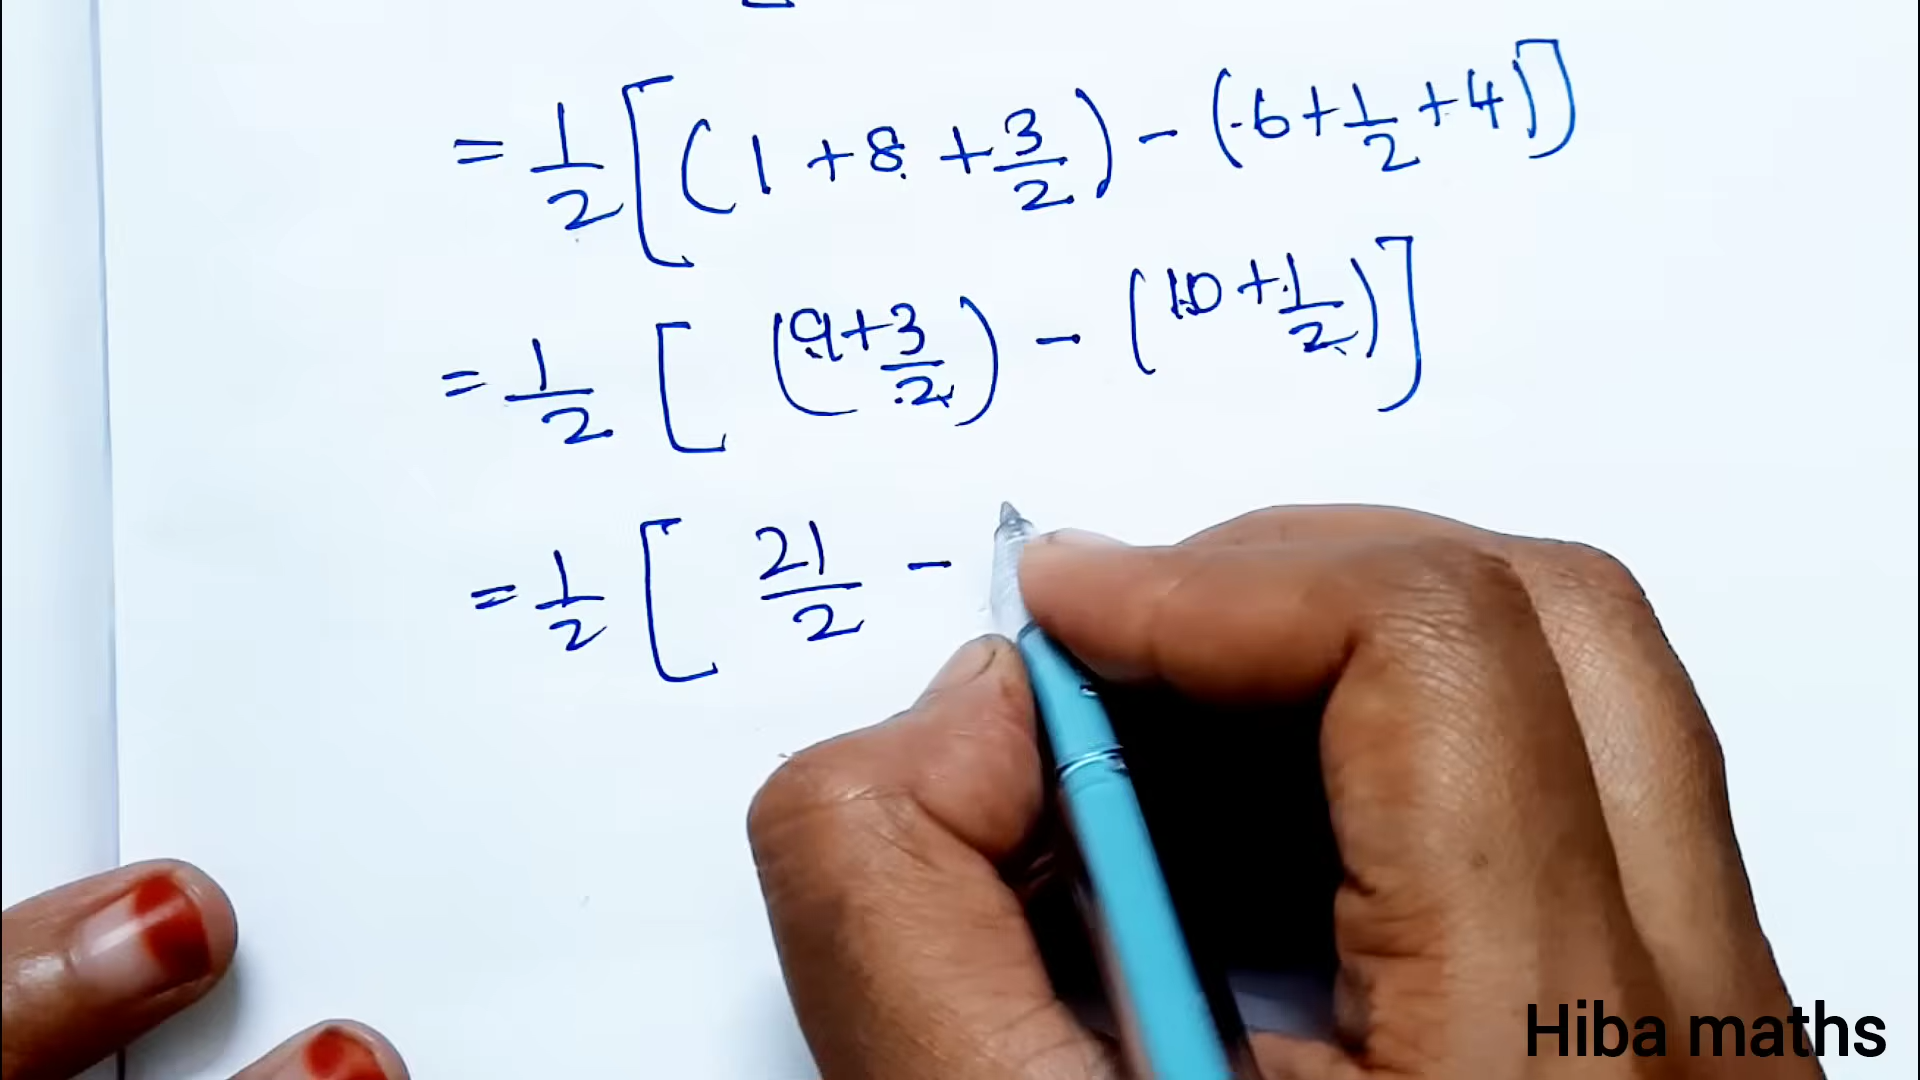 = 1/2 [(1 + 8 + 3/2) - (-6 + 1/2 + 4)]
= 1/2 [(9 + 3/2) - (10 + 1/2)]
= 1/2 [21/2 -
Hiba maths